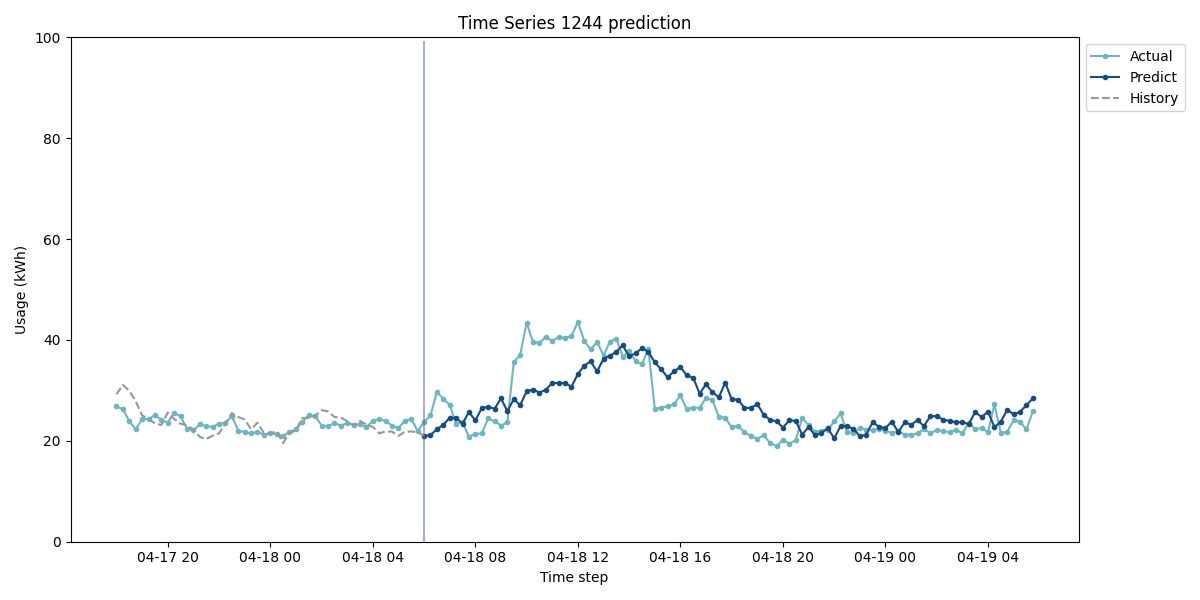 Time Series 1244 prediction
100
80
60
40
20
0
Usage (kWh)
04-17 20
04-18 00
04-18 04
04-18 08
04-18 12
04-18 16
04-18 20
04-19 00
04-19 04
Time step
Actual
Predict
History